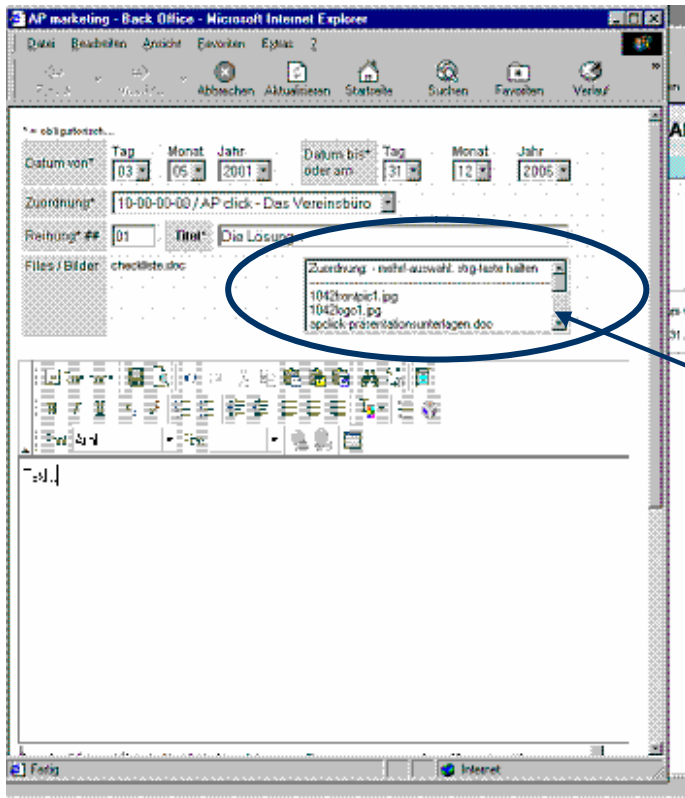 AP marketing - Back Office - Microsoft Internet Explorer
Datei Bearbeiten Ansicht Favoriten Extras ?
Abbrechen Aktualisieren Startseite Suchen Favoriten Verlauf
Datum von* Tag Monat Jahr Datum bis* oder am Tag Monat Jahr
03 05 2001 31 12 2006
Zuordnung* 10-00-00-00 / AP click - Das Vereinsbüro
Reihung* ## 01 Titel* Die Lösung
Files / Bilder checkliste.doc Zuordnung: - mehrf-auswahl: strg-taste halten
1042frontpic1.jpg
1042logo1.jpg
apclick-präsentationsunterlagen.doc
Fertig Internet